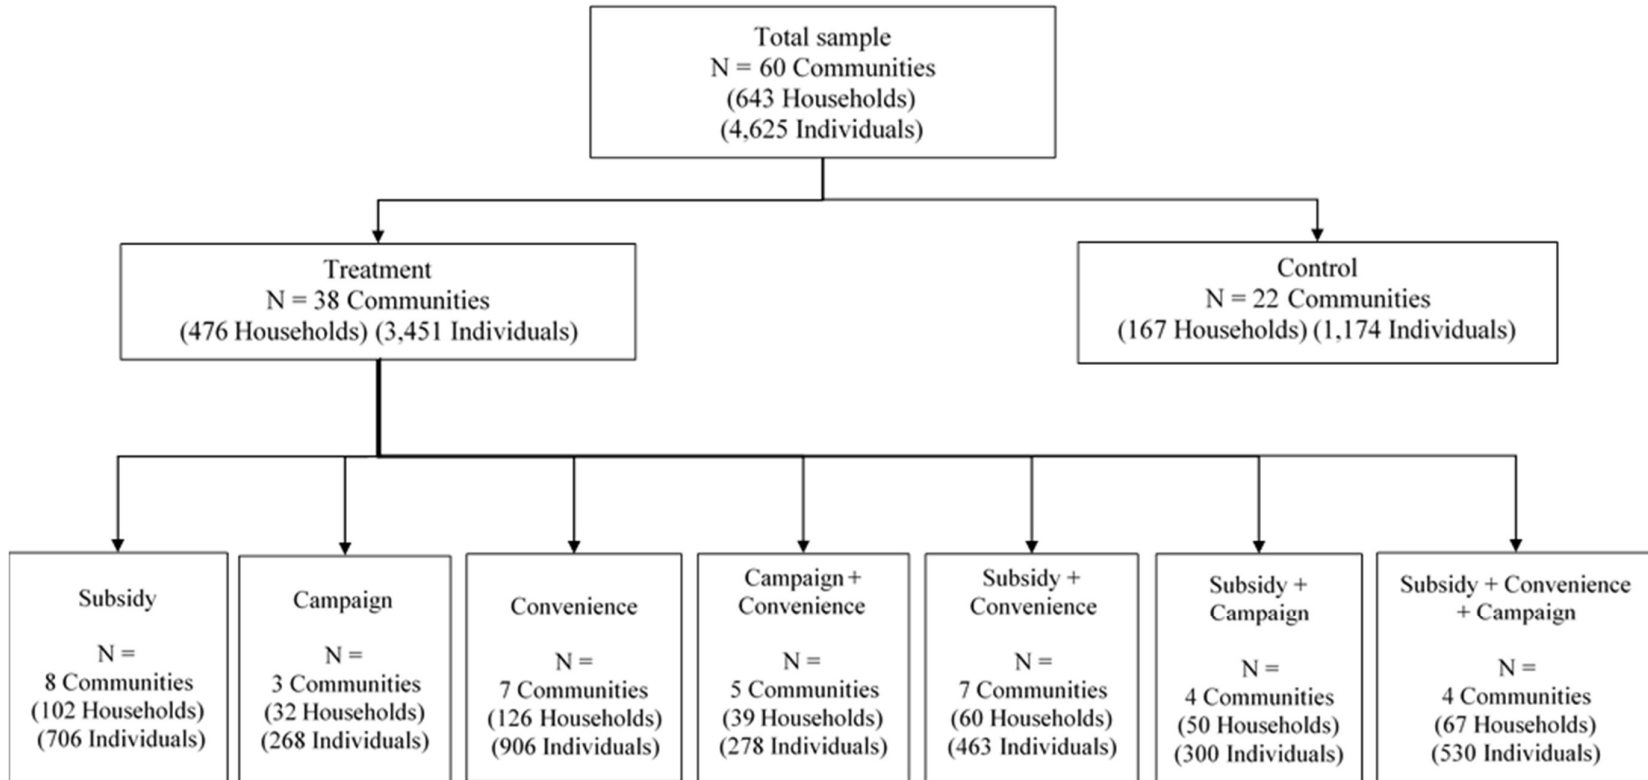 Total sample
N = 60 Communities
(643 Households)
(4,625 Individuals)
Treatment
N = 38 Communities
(476 Households) (3,451 Individuals)
Control
N = 22 Communities
(167 Households) (1,174 Individuals)
Subsidy
N =
8 Communities
(102 Households)
(706 Individuals)
Campaign
N =
3 Communities
(32 Households)
(268 Individuals)
Convenience
N =
7 Communities
(126 Households)
(906 Individuals)
Campaign +
Convenience
N =
5 Communities
(39 Households)
(278 Individuals)
Subsidy +
Convenience
N =
7 Communities
(60 Households)
(463 Individuals)
Subsidy +
Campaign
N =
4 Communities
(50 Households)
(300 Individuals)
Subsidy + Convenience
+ Campaign
N =
4 Communities
(67 Households)
(530 Individuals)